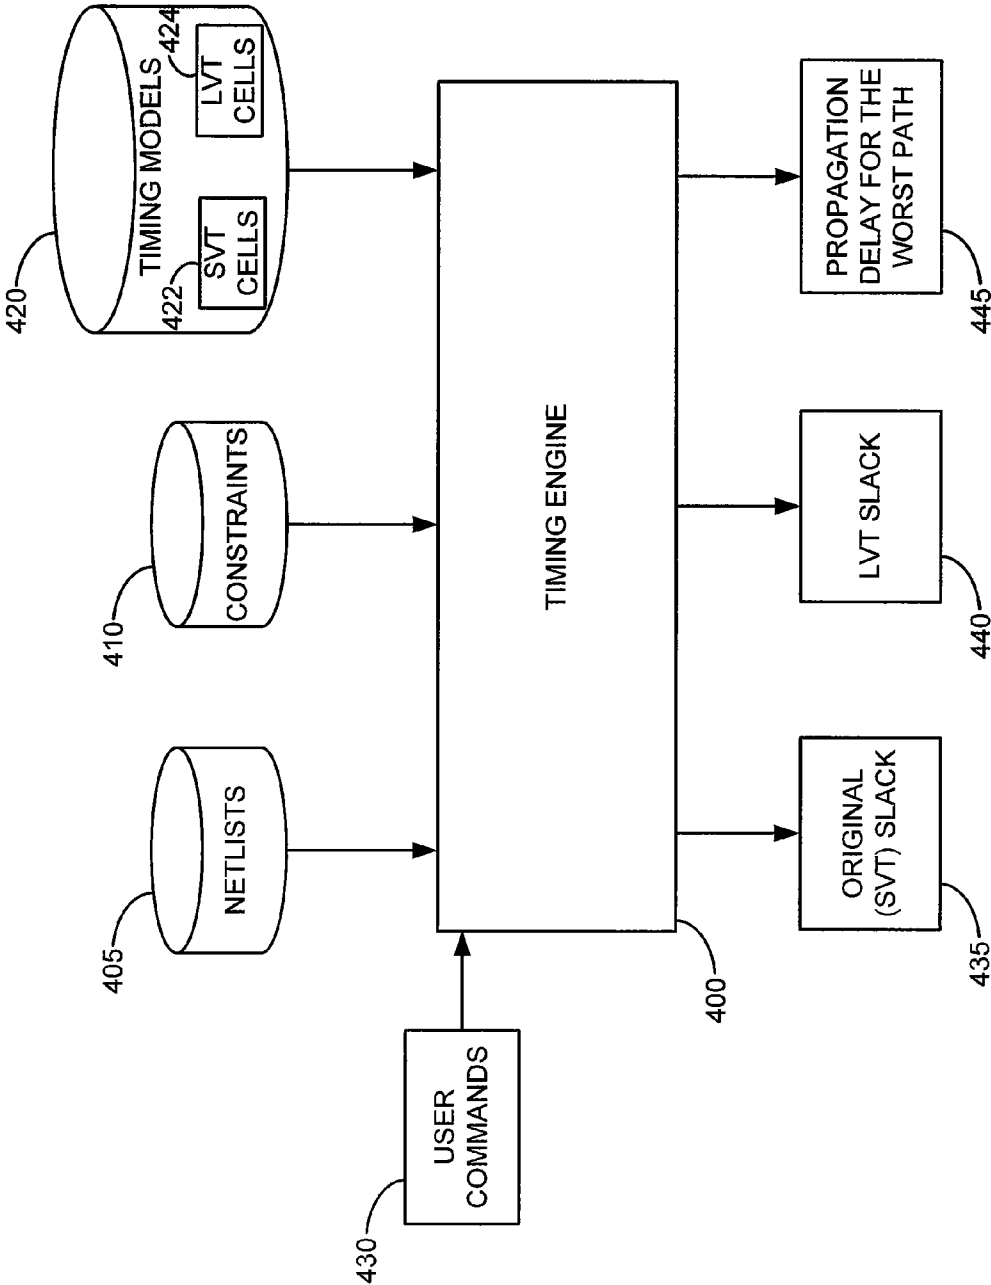 420
TIMING MODELS
422
SVT
CELLS
424
LVT
CELLS
410
CONSTRAINTS
405
NETLISTS
430
USER
COMMANDS
TIMING ENGINE
400
ORIGINAL
(SVT) SLACK
435
LVT SLACK
440
PROPAGATION
DELAY FOR THE
WORST PATH
445